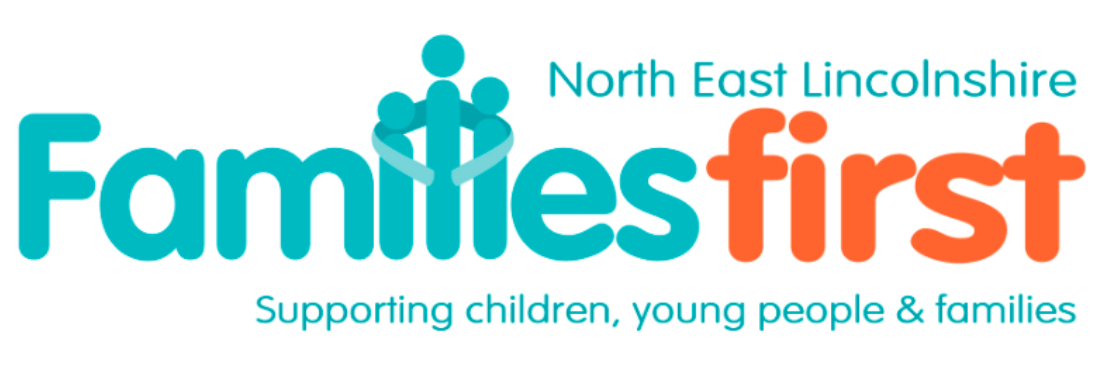 North East Lincolnshire
Familiesfirst
Supporting children, young people & families